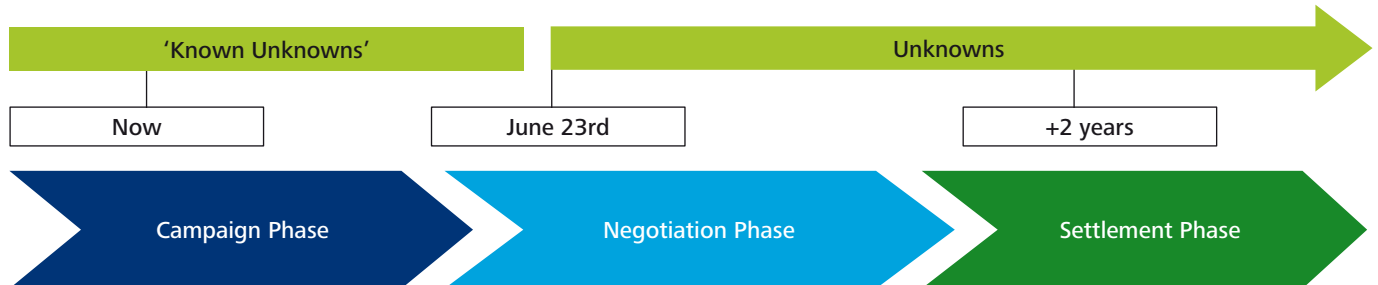 ‘Known Unknowns’
Unknowns
Now
June 23rd
+2 years
Campaign Phase
Negotiation Phase
Settlement Phase